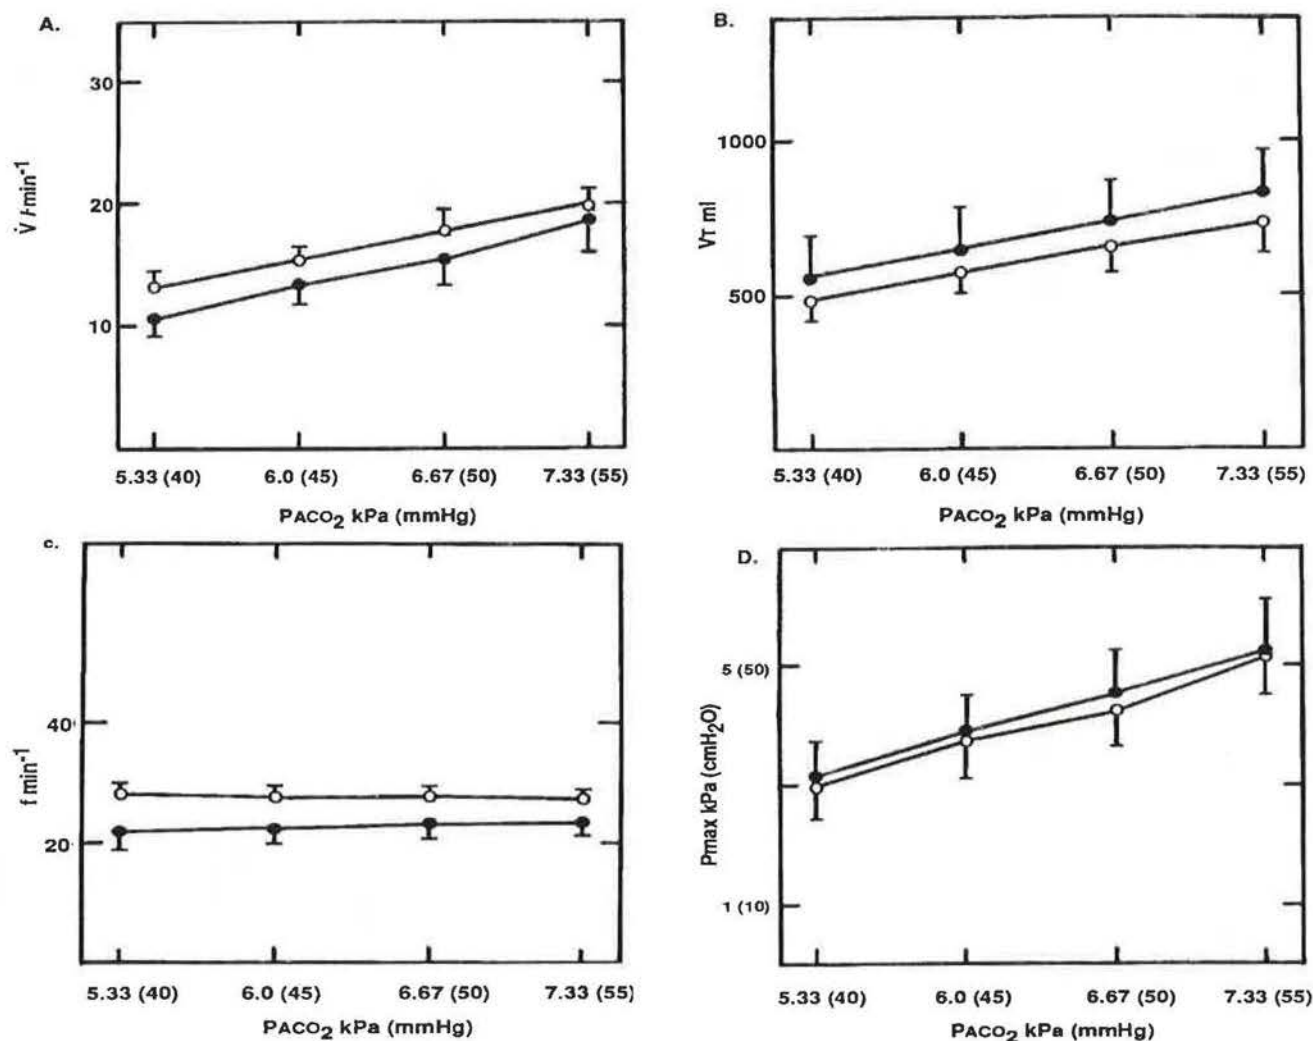 A.
30
20
10
V̇ l·min-1
5.33 (40) 6.0 (45) 6.67 (50) 7.33 (55)
PACO2 kPa (mmHg)
B.
1000
500
VT ml
5.33 (40) 6.0 (45) 6.67 (50) 7.33 (55)
PACO2 kPa (mmHg)
c.
40
20
f min-1
5.33 (40) 6.0 (45) 6.67 (50) 7.33 (55)
PACO2 kPa (mmHg)
D.
5 (50)
1 (10)
Pmax kPa (cmH2O)
5.33 (40) 6.0 (45) 6.67 (50) 7.33 (55)
PACO2 kPa (mmHg)